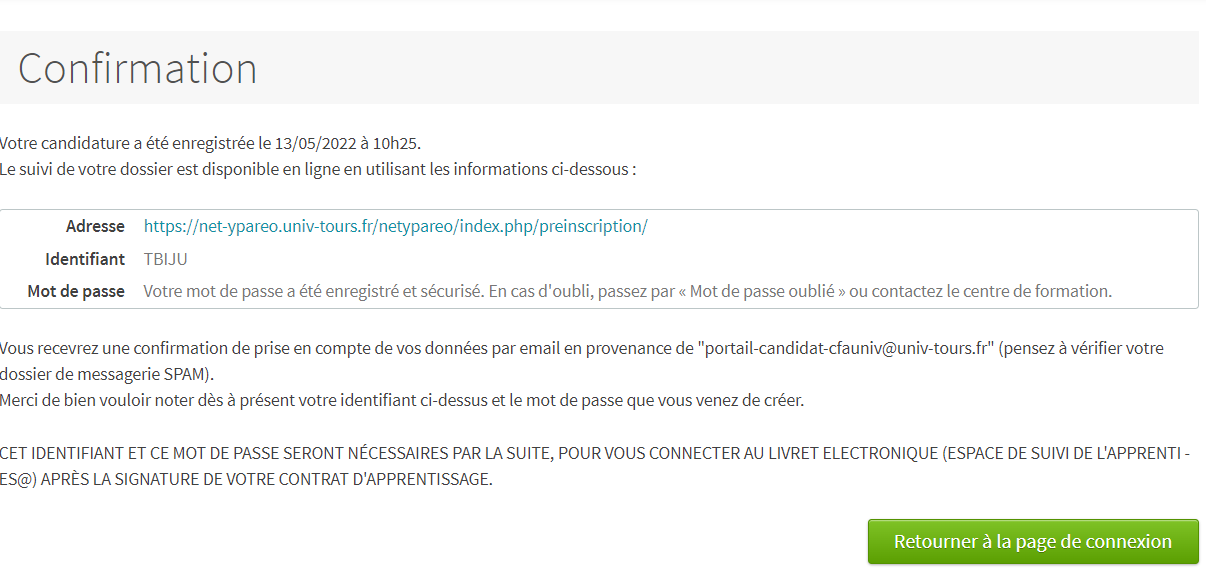 Confirmation
Votre candidature a été enregistrée le 13/05/2022 à 10h25.
Le suivi de votre dossier est disponible en ligne en utilisant les informations ci-dessous :
Adresse https://net-ypareo.univ-tours.fr/netypareo/index.php/preinscription/
Identifiant TBIJU
Mot de passe Votre mot de passe a été enregistré et sécurisé. En cas d'oubli, passez par « Mot de passe oublié » ou contactez le centre de formation.
Vous recevrez une confirmation de prise en compte de vos données par email en provenance de "portail-candidat-cfauniv@univ-tours.fr" (pensez à vérifier votre
dossier de messagerie SPAM).
Merci de bien vouloir noter dès à présent votre identifiant ci-dessus et le mot de passe que vous venez de créer.
CET IDENTIFIANT ET CE MOT DE PASSE SERONT NÉCESSAIRES PAR LA SUITE, POUR VOUS CONNECTER AU LIVRET ELECTRONIQUE (ESPACE DE SUIVI DE L'APPRENTI -
ES@) APRÈS LA SIGNATURE DE VOTRE CONTRAT D'APPRENTISSAGE.
Retourner à la page de connexion